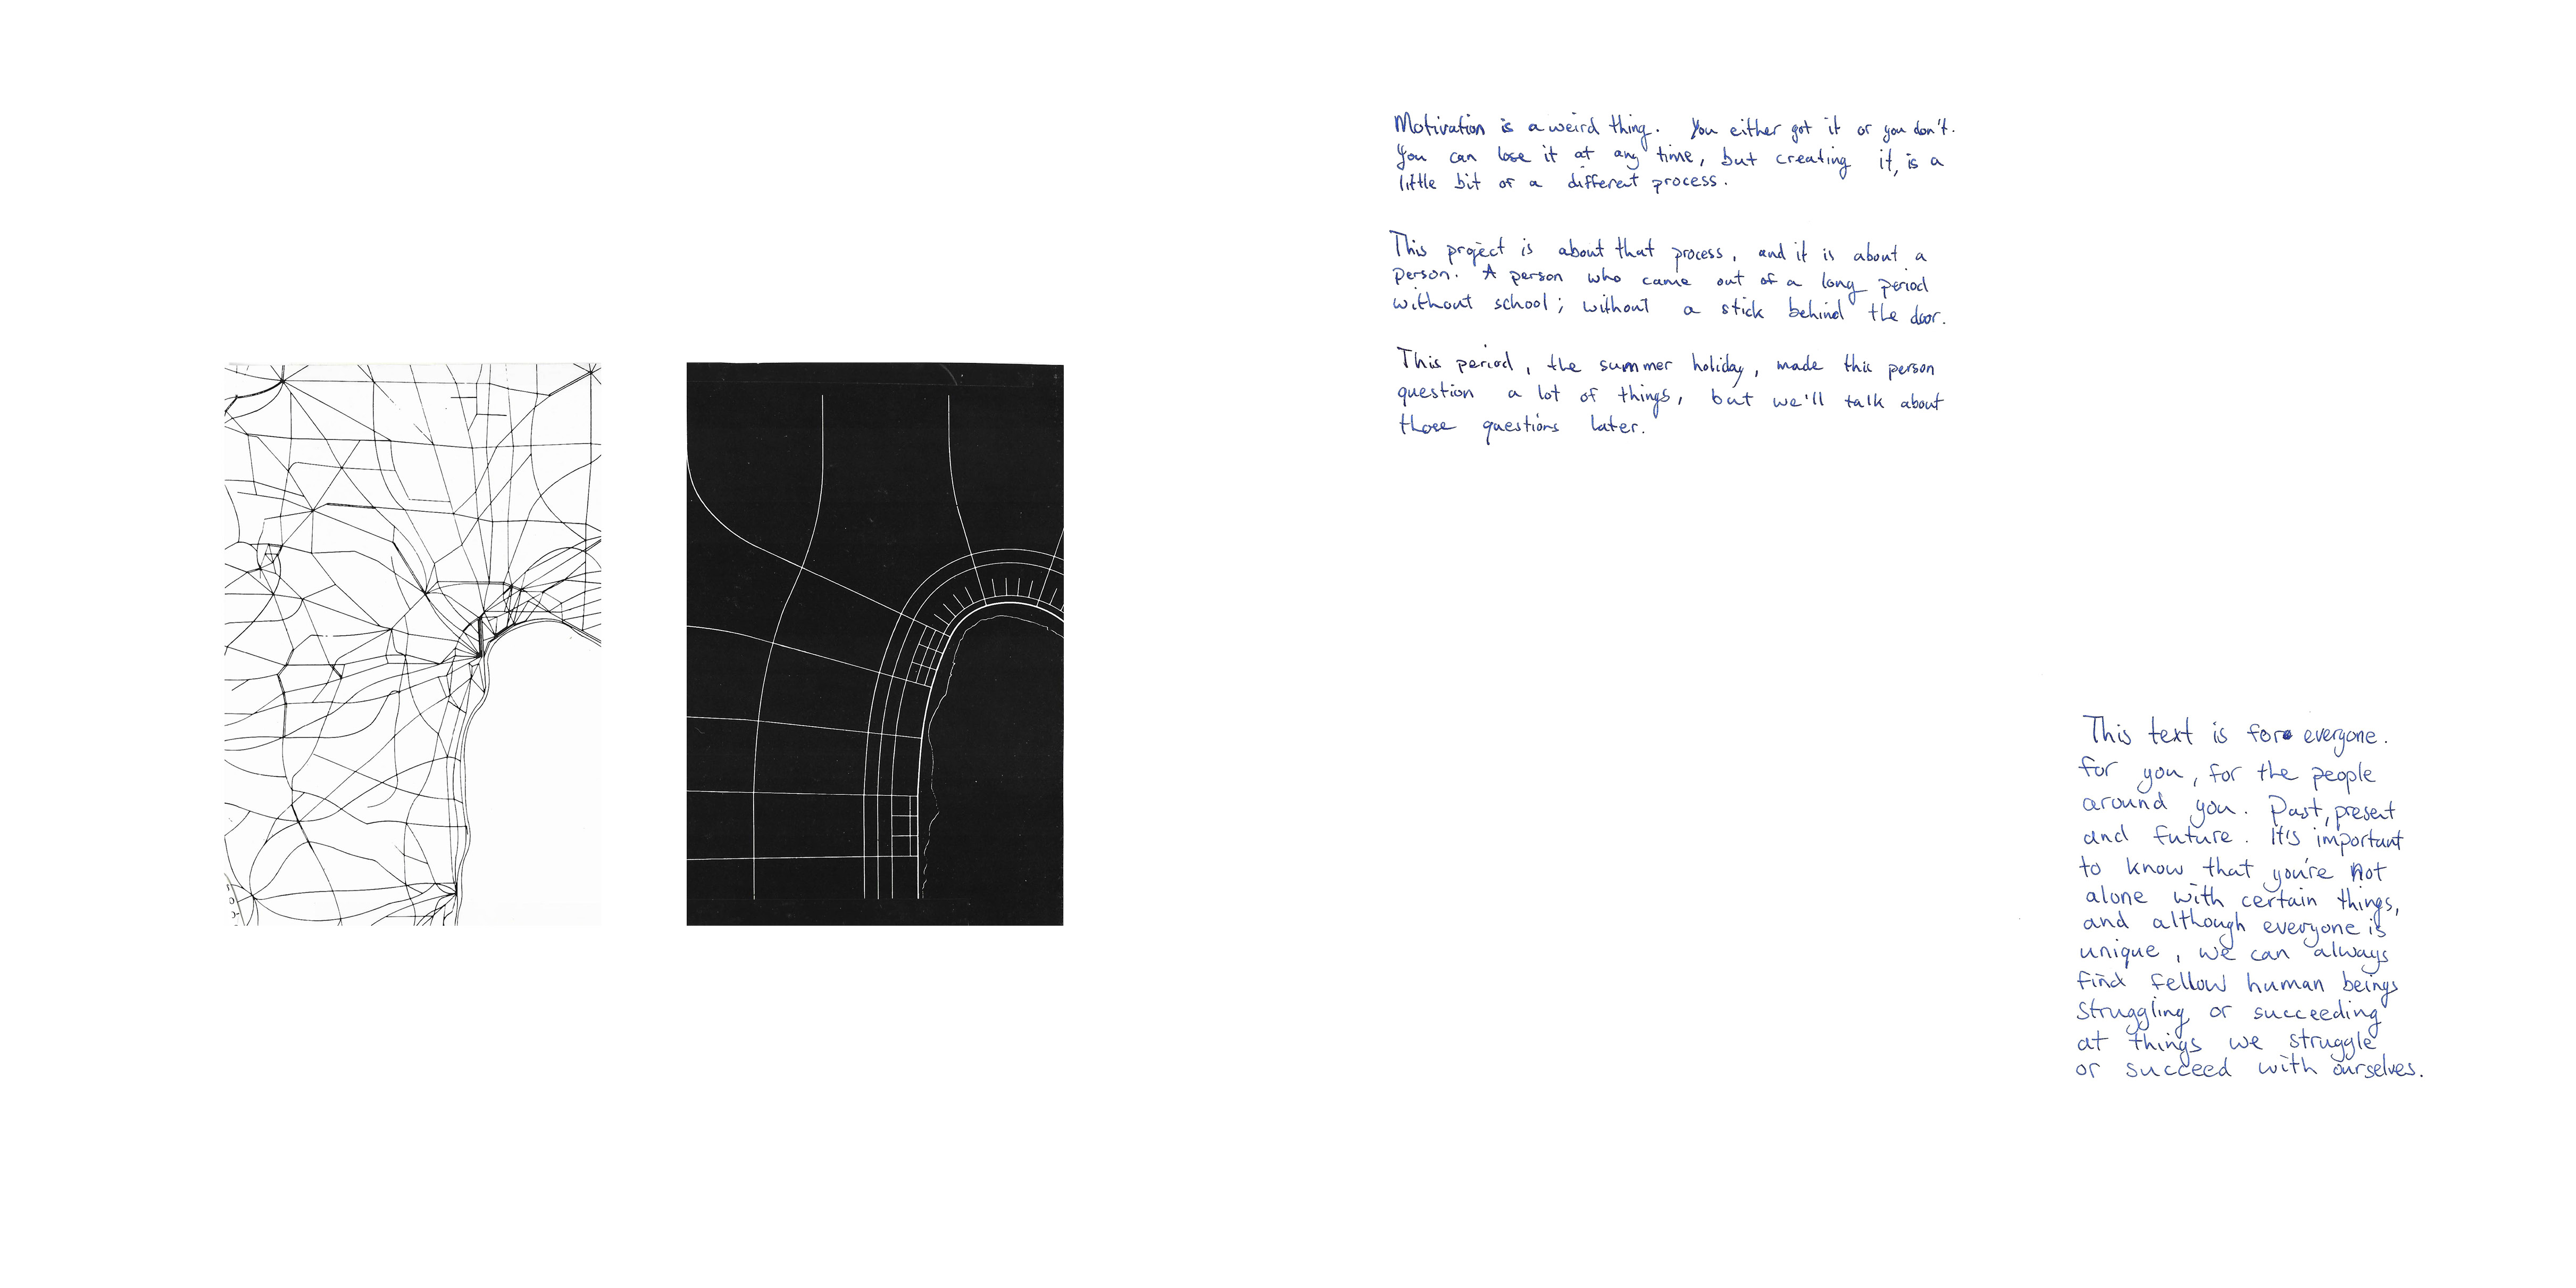 Motivation is a weird thing. You either got it or you don't.
You can lose it at any time, but creating it, is a
little bit of a different process.
This project is about that process, and it is about a
person. A person who came out of a long period
without school; without a stick behind the door.
This period, the summer holiday, made this person
question a lot of things, but we'll talk about
those questions later.
This text is for everyone.
for you, for the people
around you. Past, present
and future. It's important
to know that you're not
alone with certain things,
and although everyone is
unique, we can always
find fellow human beings
struggling or succeeding
at things we struggle
or succeed with ourselves.